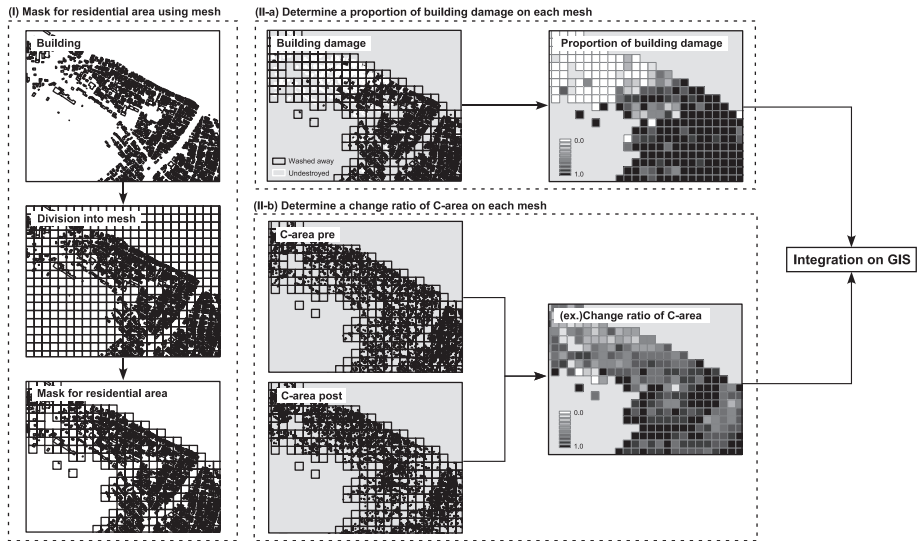 (I) Mask for residential area using mesh
Building
Division into mesh
Mask for residential area
(II-a) Determine a proportion of building damage on each mesh
Building damage
Washed away
Undestroyed
Proportion of building damage
0.0
1.0
(II-b) Determine a change ratio of C-area on each mesh
C-area pre
C-area post
(ex.)Change ratio of C-area
0.0
1.0
Integration on GIS